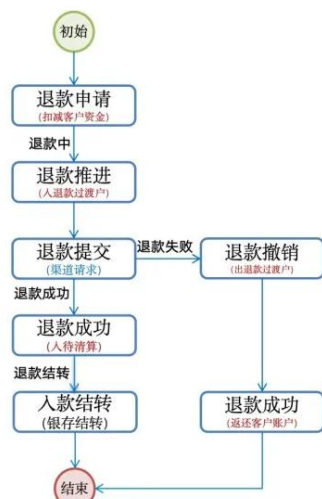 初始
退款申请
(扣减客户资金)
退款中
退款推进
(入退款过渡户)
退款提交
(渠道请求)
退款失败
退款撤销
(出退款过渡户)
退款成功
退款成功
(入待清算)
退款结转
入款结转
(银存结转)
退款成功
(返还客户账户)
结束